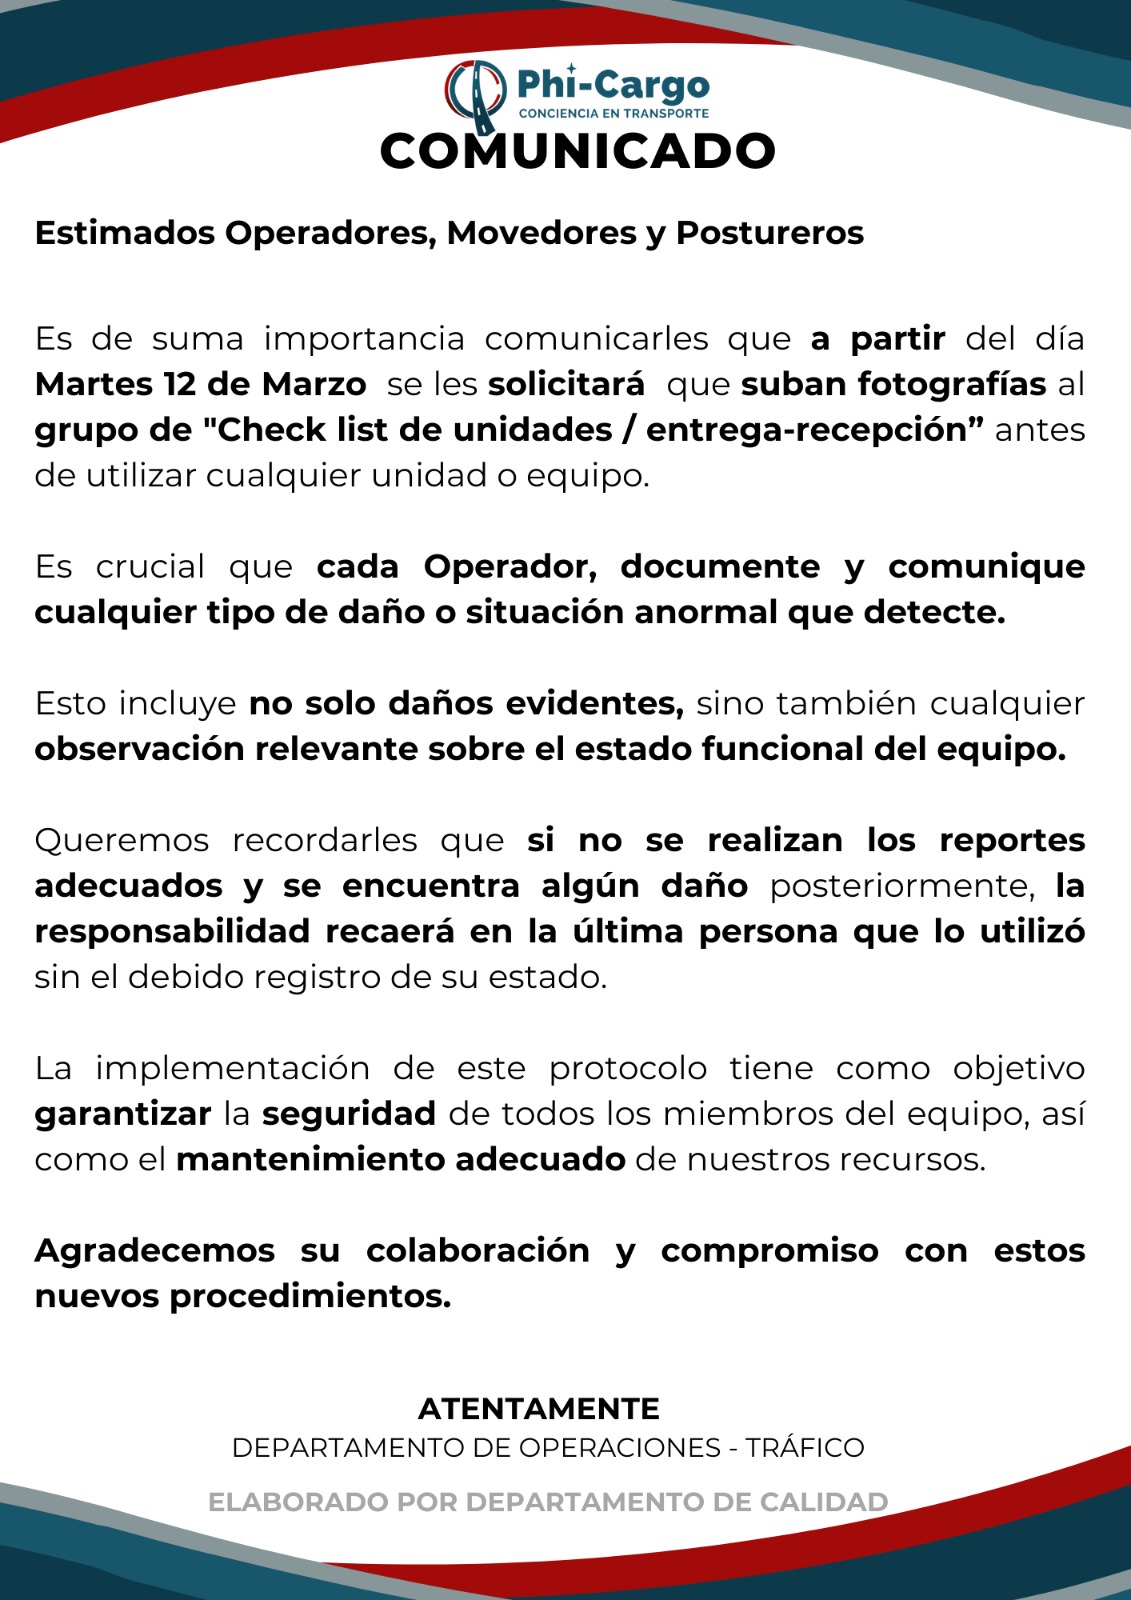 Phi-Cargo
CONCIENCIA EN TRANSPORTE
COMUNICADO
Estimados Operadores, Movedores y Postureros
Es de suma importancia comunicarles que a partir del día
Martes 12 de Marzo se les solicitará que suban fotografías al
grupo de "Check list de unidades / entrega-recepción” antes
de utilizar cualquier unidad o equipo.
Es crucial que cada Operador, documente y comunique
cualquier tipo de daño o situación anormal que detecte.
Esto incluye no solo daños evidentes, sino también cualquier
observación relevante sobre el estado funcional del equipo.
Queremos recordarles que si no se realizan los reportes
adecuados y se encuentra algún daño posteriormente, la
responsabilidad recaerá en la última persona que lo utilizó
sin el debido registro de su estado.
La implementación de este protocolo tiene como objetivo
garantizar la seguridad de todos los miembros del equipo, así
como el mantenimiento adecuado de nuestros recursos.
Agradecemos su colaboración y compromiso con estos
nuevos procedimientos.
ATENTAMENTE
DEPARTAMENTO DE OPERACIONES - TRÁFICO
ELABORADO POR DEPARTAMENTO DE CALIDAD